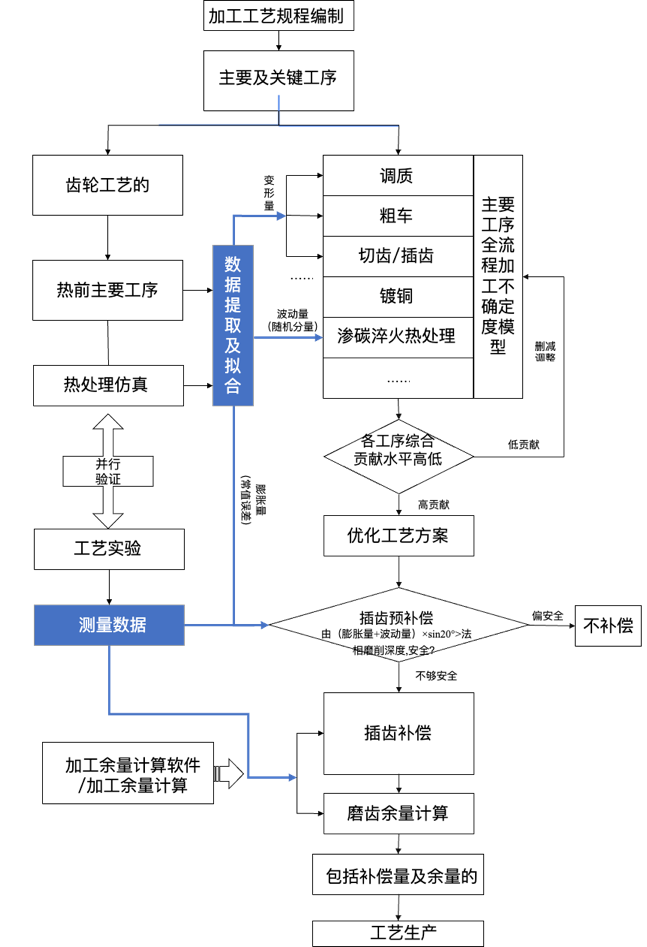 加工工艺规程编制
主要及关键工序
齿轮工艺的
热前主要工序
热处理仿真
并行
验证
工艺实验
测量数据
加工余量计算软件
/加工余量计算
数据提取及拟合
变形量
……
波动量
（随机分量）
膨胀量
（常值误差）
调质
粗车
切齿/插齿
镀铜
渗碳淬火热处理
……
主要工序全流程加工不确定度模型
删减
调整
各工序综合
贡献水平高低
低贡献
高贡献
优化工艺方案
插齿预补偿
由（膨胀量+波动量）×sin20°>法
相磨削深度,安全?
偏安全
不补偿
不够安全
插齿补偿
磨齿余量计算
包括补偿量及余量的
工艺生产